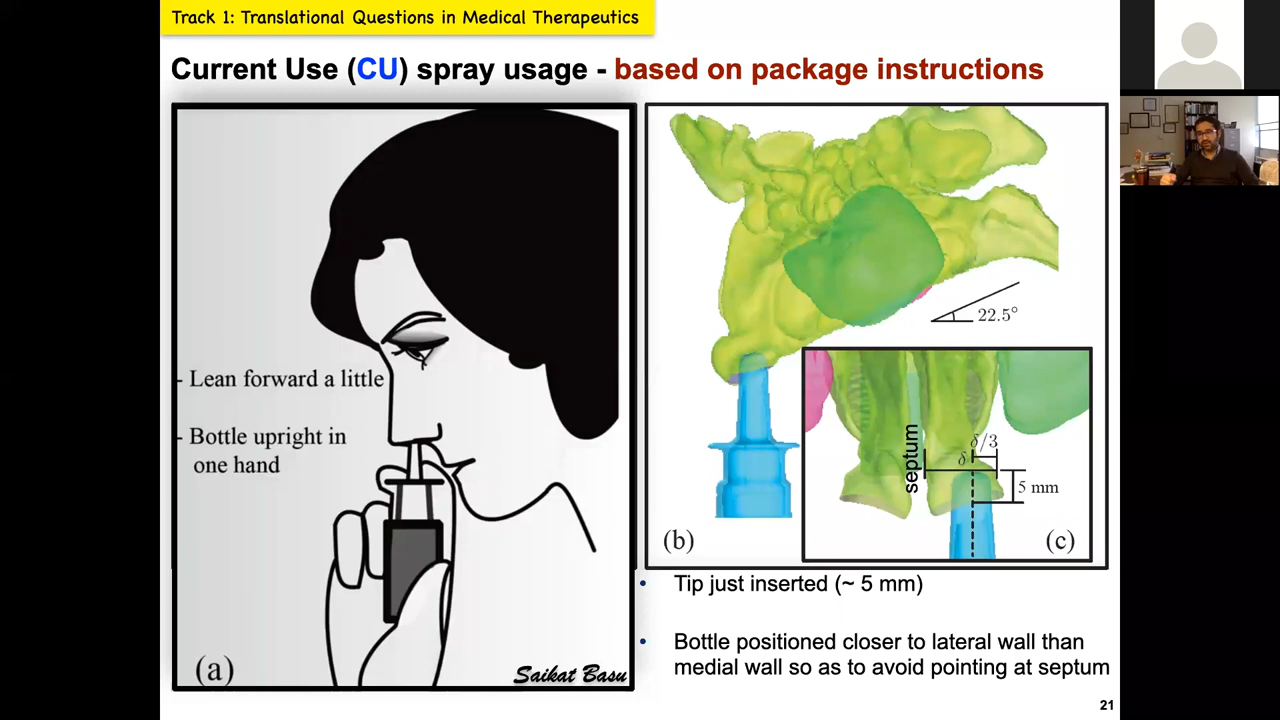 Track 1: Translational Questions in Medical Therapeutics
Current Use (CU) spray usage - based on package instructions
- Lean forward a little
- Bottle upright in
one hand
(a)
Saikat Basu
22.5°
(b)
septum
δ/3
δ
5 mm
(c)
• Tip just inserted (~ 5 mm)
• Bottle positioned closer to lateral wall than
medial wall so as to avoid pointing at septum
21